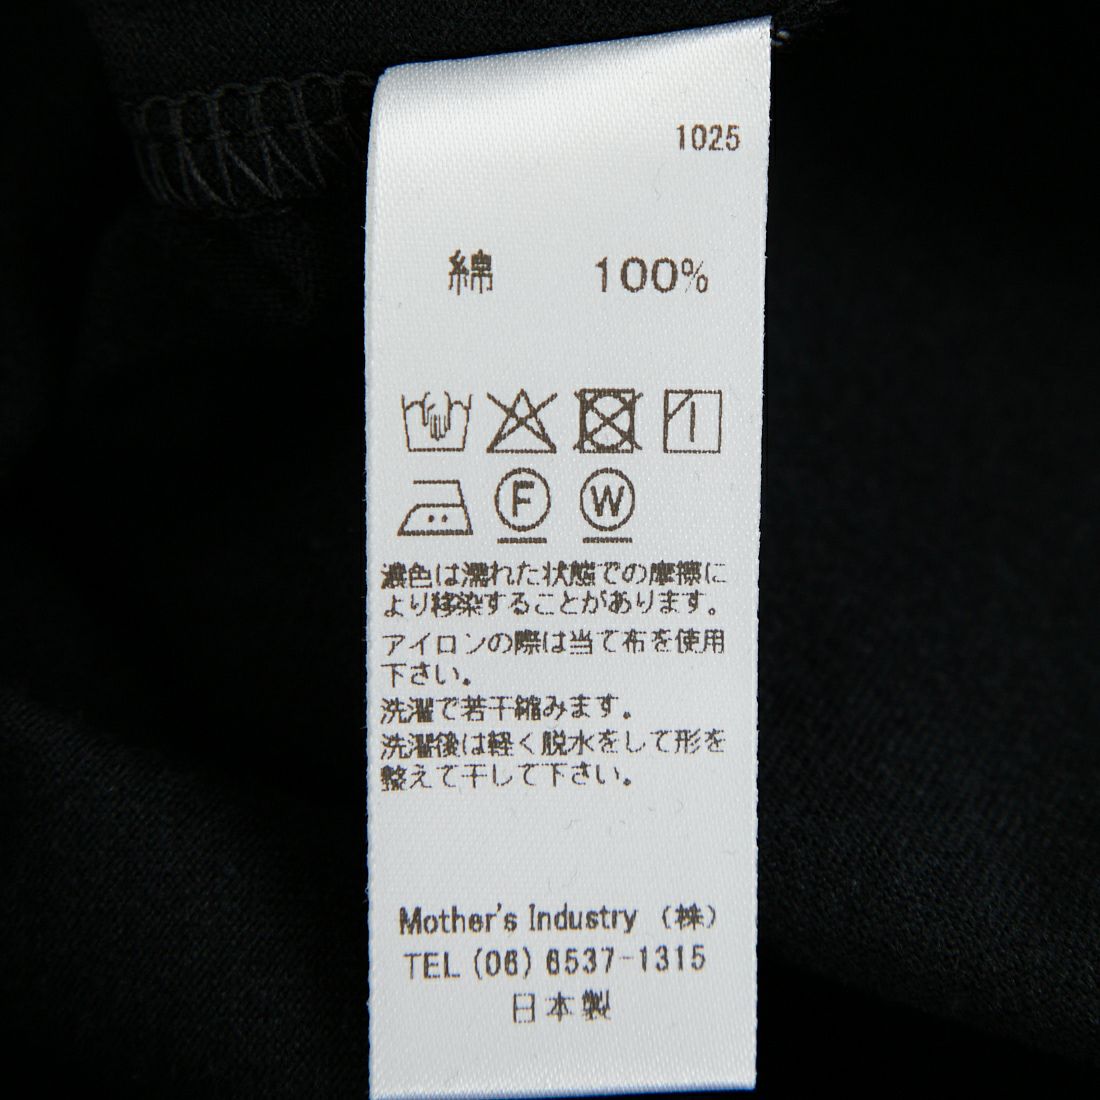 1025
綿 100%
F W
濃色は濡れた状態での摩擦に
より移染することがあります。
アイロンの際は当て布を使用
下さい。
洗濯で若干縮みます。
洗濯後は軽く脱水をして形を
整えて干して下さい。
Mother's Industry (株)
TEL (06) 6537-1315
日本製